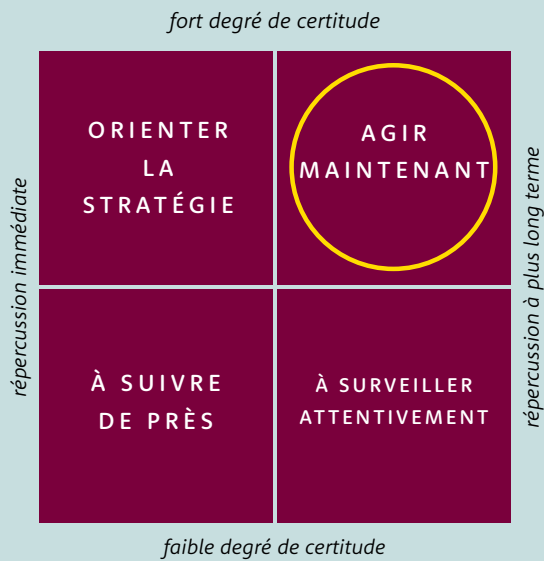 fort degré de certitude
ORIENTER
LA
STRATÉGIE
AGIR
MAINTENANT
répercussion immédiate
répercussion à plus long terme
À SUIVRE
DE PRÈS
À SURVEILLER
ATTENTIVEMENT
faible degré de certitude